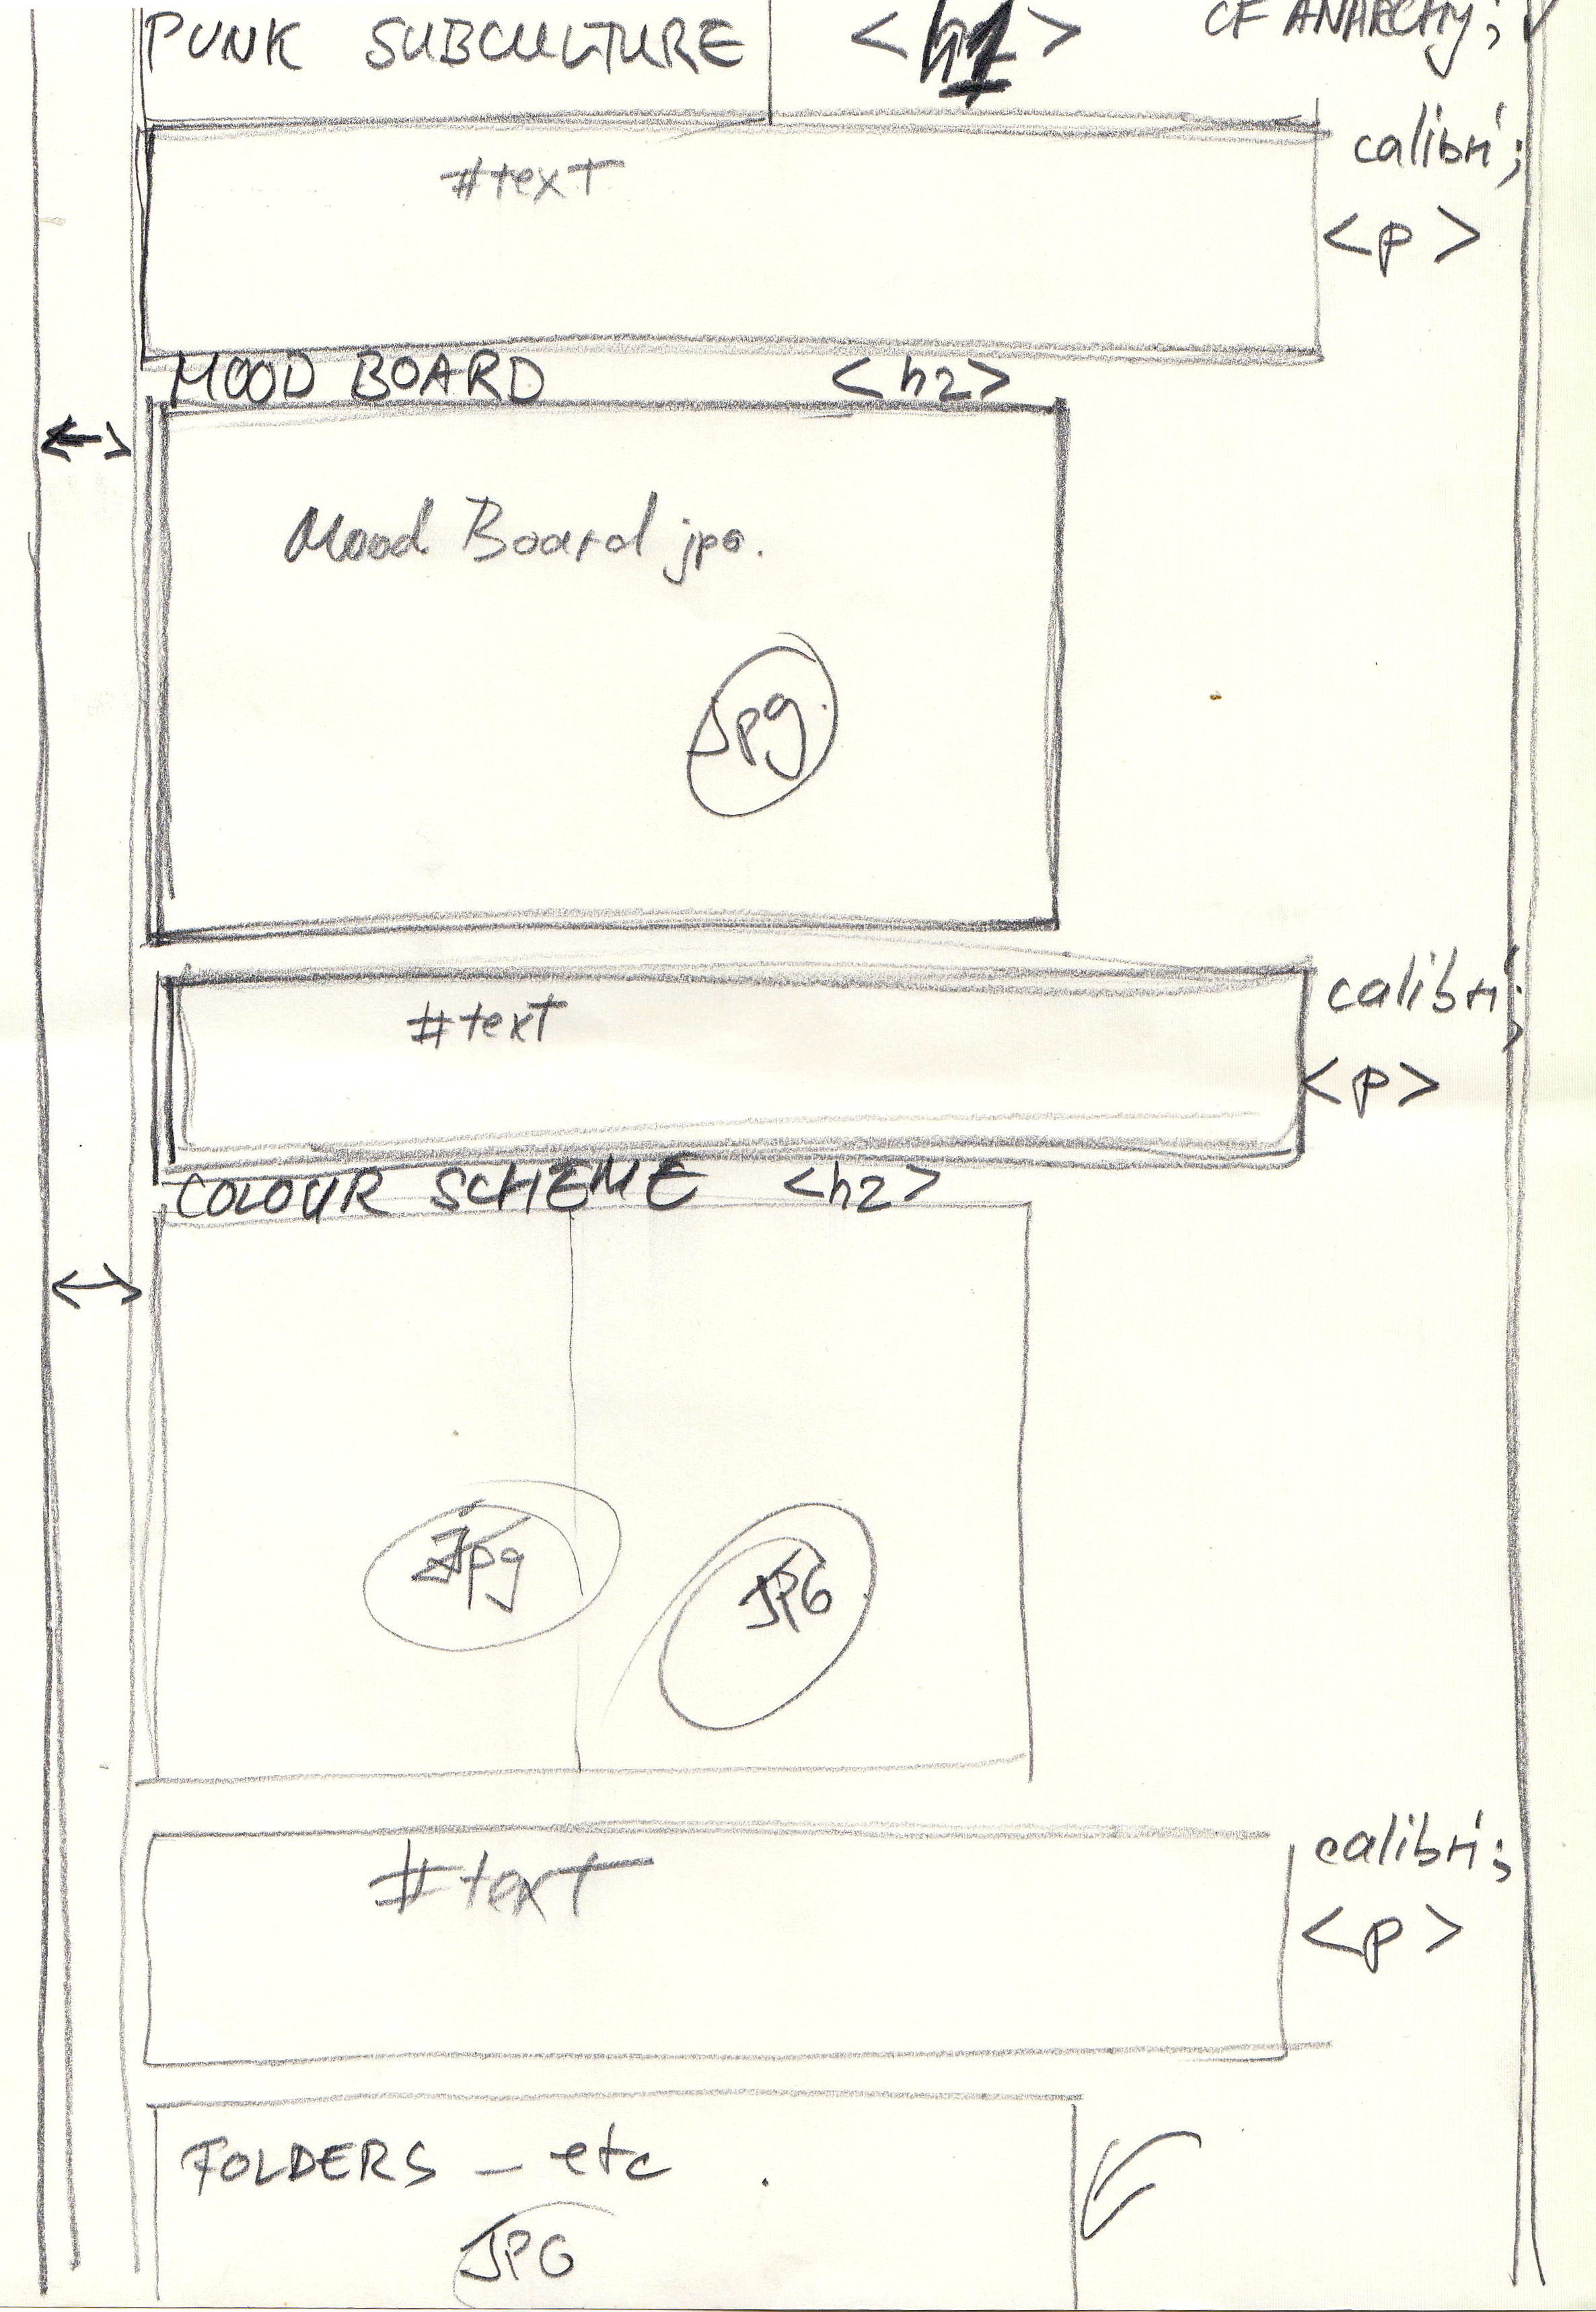 PUNK SUBCULTURE <h1> OF ANARCHY;
#text
calibri;
<p>
MOOD BOARD <h2>
Mood Board jpg.
Jpg.
#text
calibri;
<p>
COLOUR SCHEME <h2>
Jpg
JPG
#text
calibri;
<p>
FOLDERS - etc.
JPG